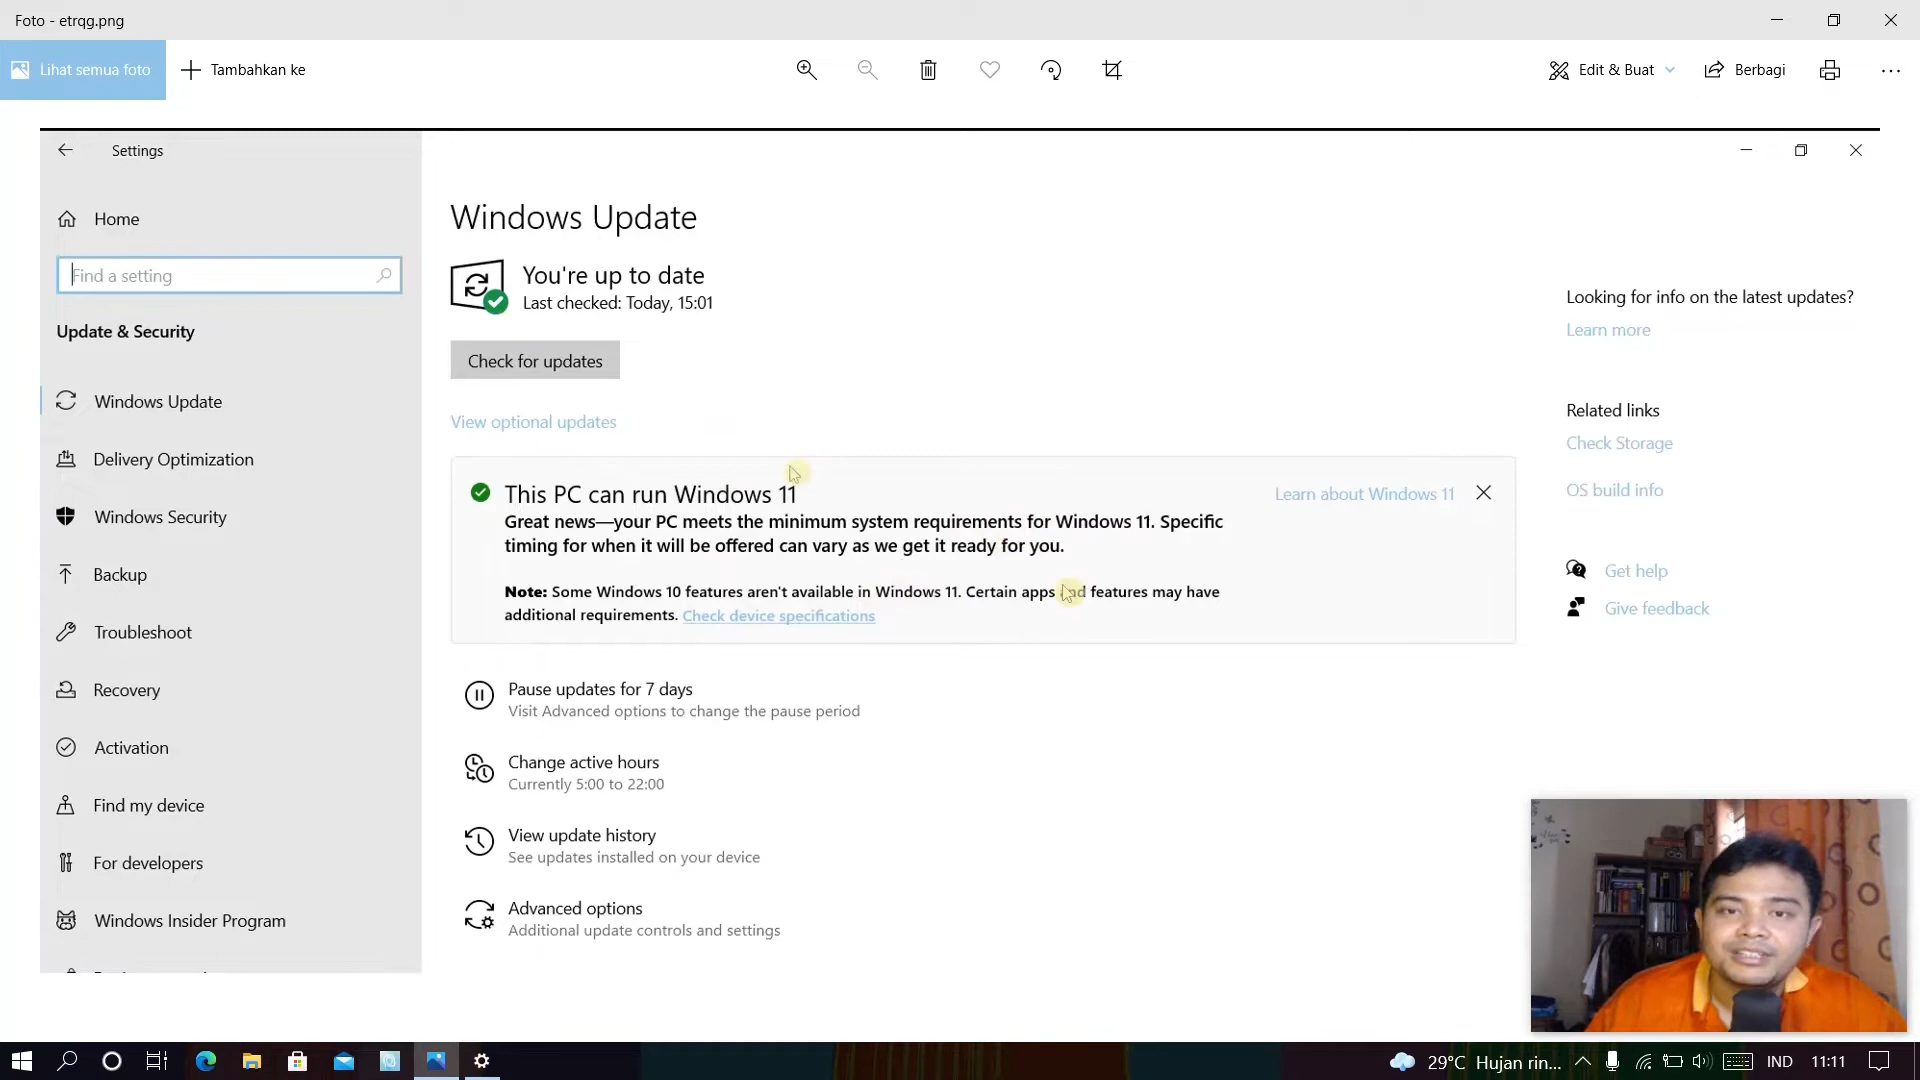 Foto - etrqg.png
Lihat semua foto
Tambahkan ke
Edit & Buat
Berbagi
Settings
Home
Find a setting
Update & Security
Windows Update
Delivery Optimization
Windows Security
Backup
Troubleshoot
Recovery
Activation
Find my device
For developers
Windows Insider Program
Windows Update
You're up to date
Last checked: Today, 15:01
Check for updates
View optional updates
This PC can run Windows 11
Learn about Windows 11
Great news—your PC meets the minimum system requirements for Windows 11. Specific
timing for when it will be offered can vary as we get it ready for you.
Note: Some Windows 10 features aren't available in Windows 11. Certain apps and features may have
additional requirements. Check device specifications
Pause updates for 7 days
Visit Advanced options to change the pause period
Change active hours
Currently 5:00 to 22:00
View update history
See updates installed on your device
Advanced options
Additional update controls and settings
Looking for info on the latest updates?
Learn more
Related links
Check Storage
OS build info
Get help
Give feedback
29°C Hujan rin...
IND
11:11